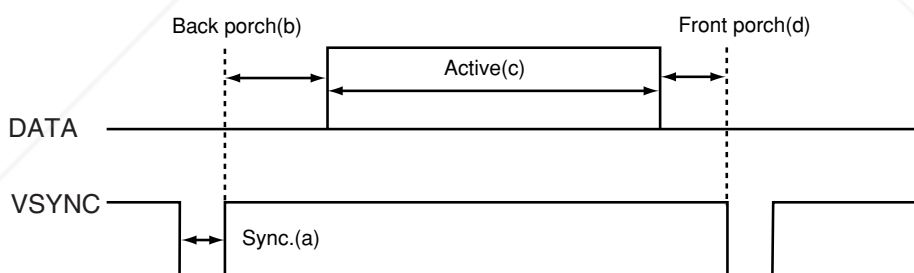 Back porch(b)
Front porch(d)
Active(c)
DATA
VSYNC
Sync.(a)